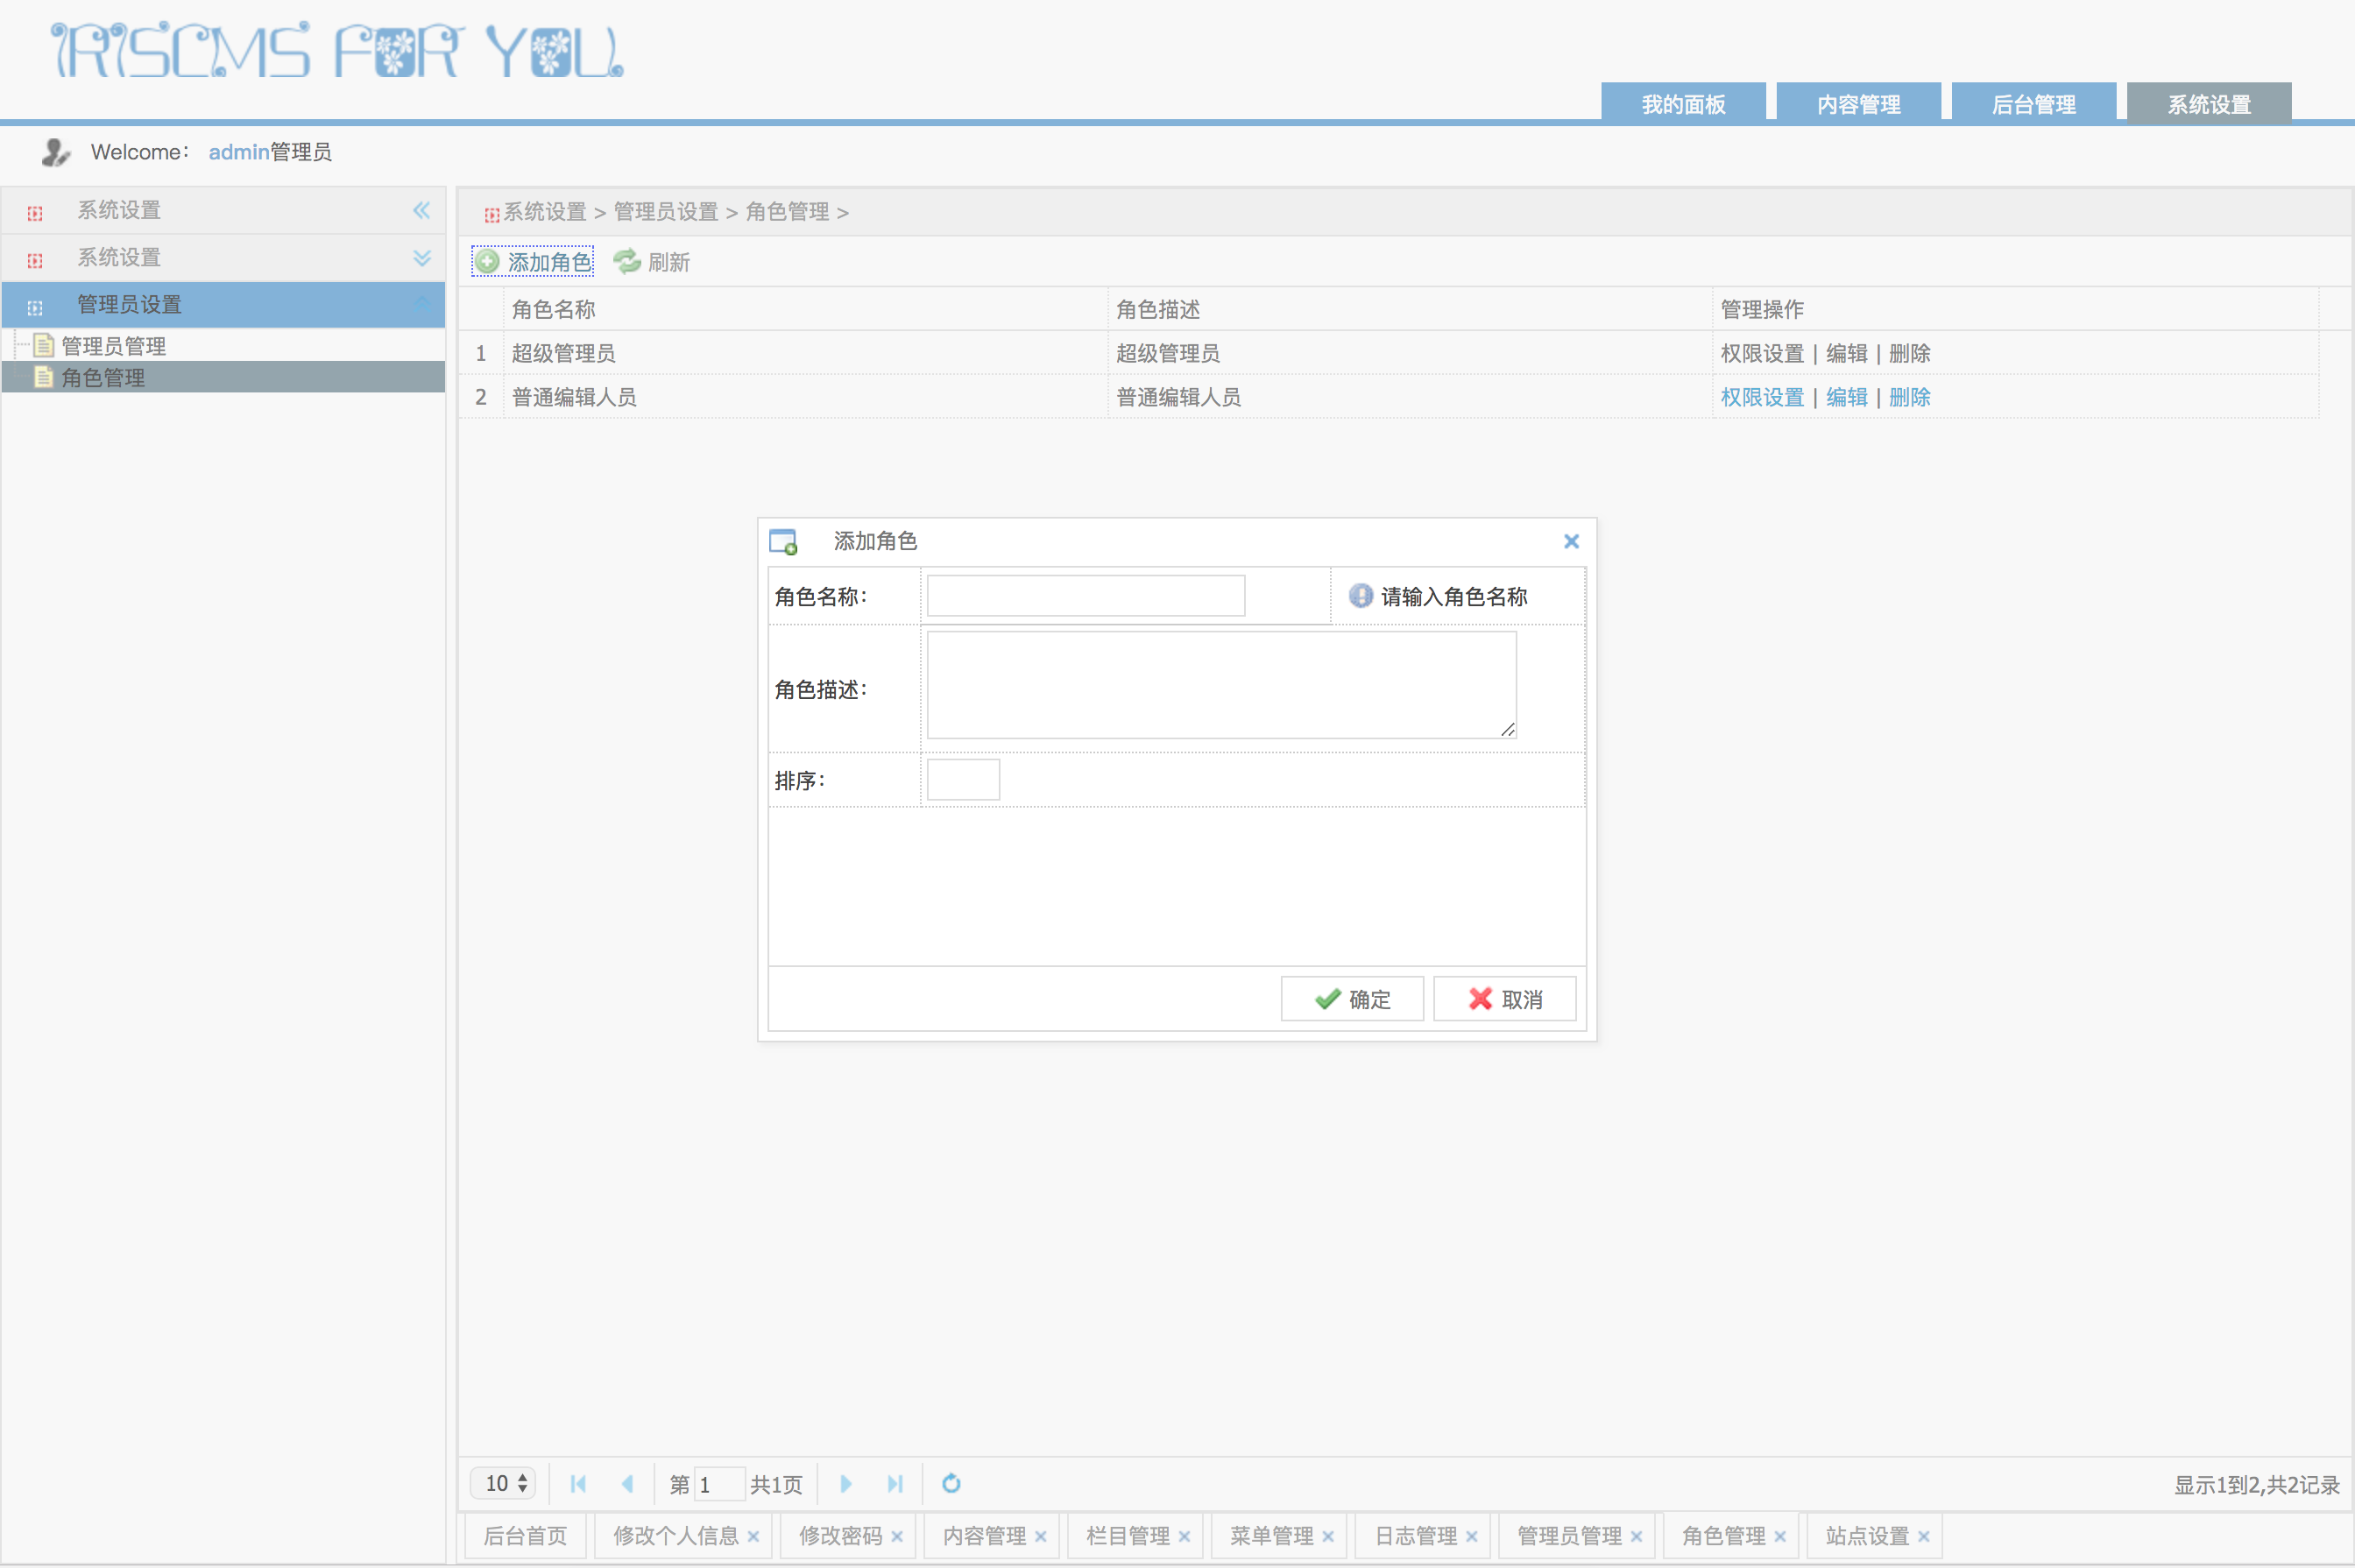 IRISCMS FOR YOU
我的面板 内容管理 后台管理 系统设置
Welcome： admin管理员
系统设置
系统设置
管理员设置
管理员管理
角色管理
系统设置 > 管理员设置 > 角色管理 >
添加角色 刷新
角色名称 角色描述 管理操作
1 超级管理员 超级管理员 权限设置 | 编辑 | 删除
2 普通编辑人员 普通编辑人员 权限设置 | 编辑 | 删除
添加角色
角色名称： 请输入角色名称
角色描述：
排序：
确定 取消
10 第 1 共1页 显示1到2,共2记录
后台首页 修改个人信息 修改密码 内容管理 栏目管理 菜单管理 日志管理 管理员管理 角色管理 站点设置